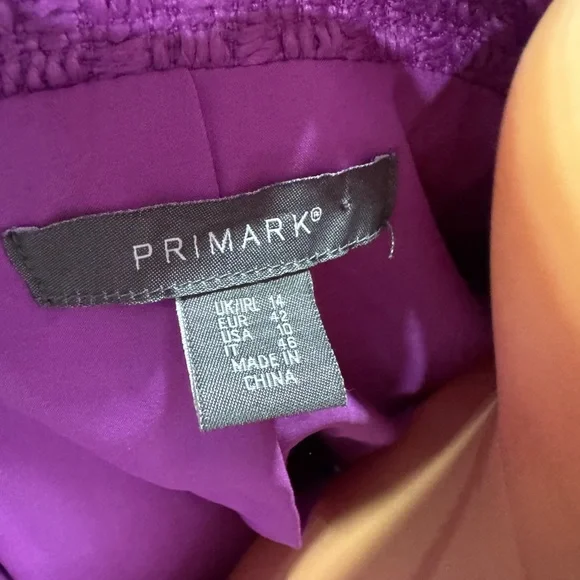 PRIMARK®
UK/IRL 14
EUR 42
USA 10
IT 46
MADE IN
CHINA